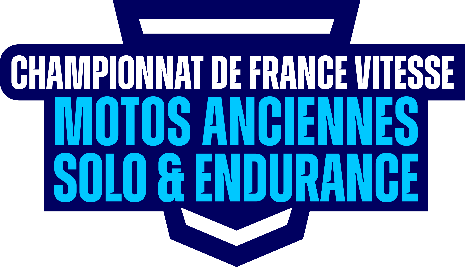 CHAMPIONNAT DE FRANCE VITESSE
MOTOS ANCIENNES
SOLO & ENDURANCE